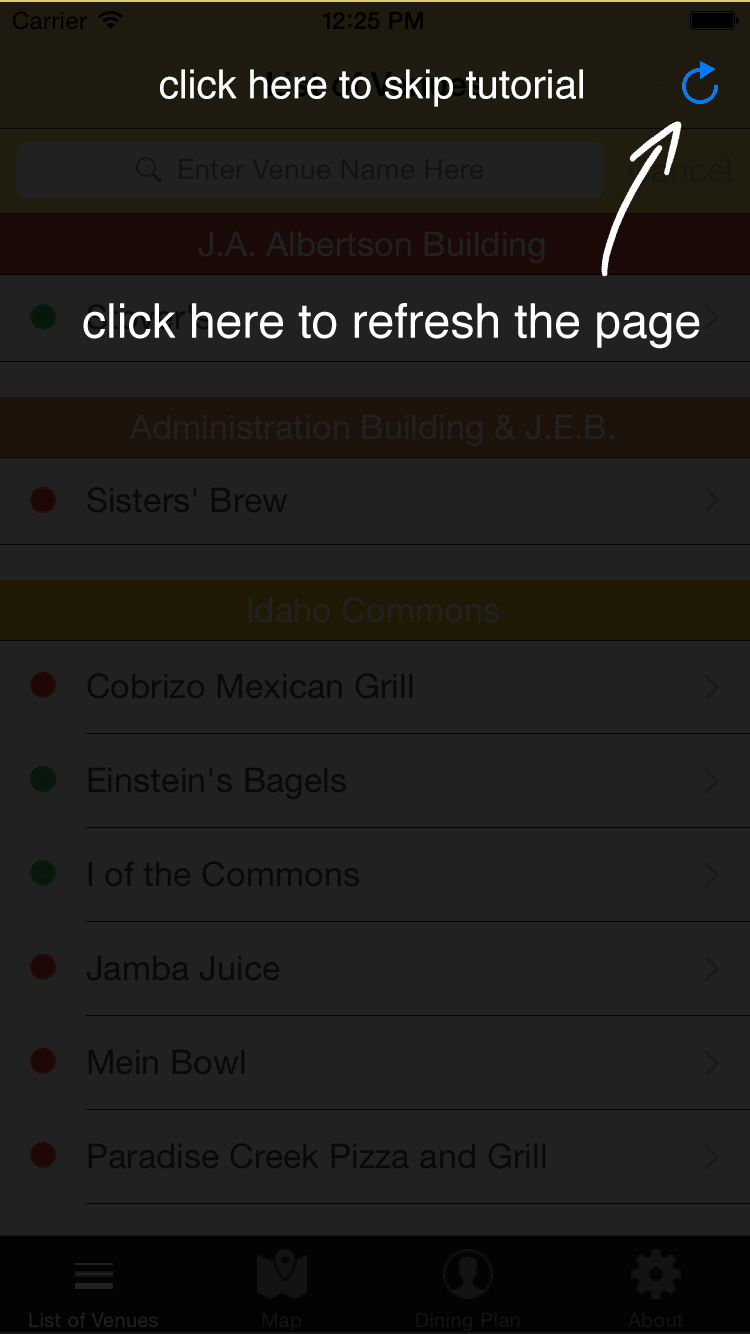 Carrier 12:25 PM
click here to skip tutorial
Enter Venue Name Here
J.A. Albertson Building
click here to refresh the page
Administration Building & J.E.B.
Sisters' Brew
Idaho Commons
Cobrizo Mexican Grill
Einstein's Bagels
I of the Commons
Jamba Juice
Mein Bowl
Paradise Creek Pizza and Grill
List of Venues Map Dining Plan About